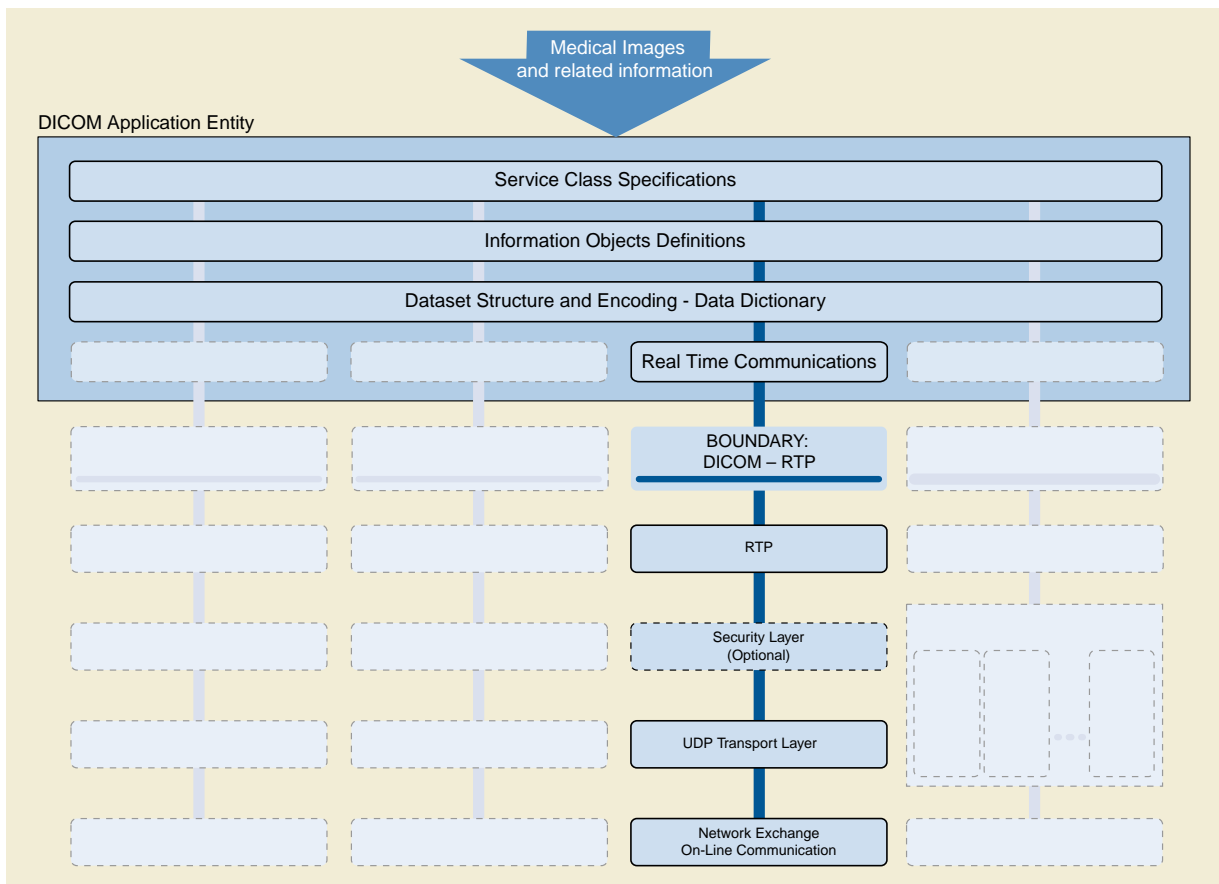 Medical Images
and related information
DICOM Application Entity
Service Class Specifications
Information Objects Definitions
Dataset Structure and Encoding - Data Dictionary
Real Time Communications
BOUNDARY:
DICOM – RTP
RTP
Security Layer
(Optional)
UDP Transport Layer
Network Exchange
On-Line Communication